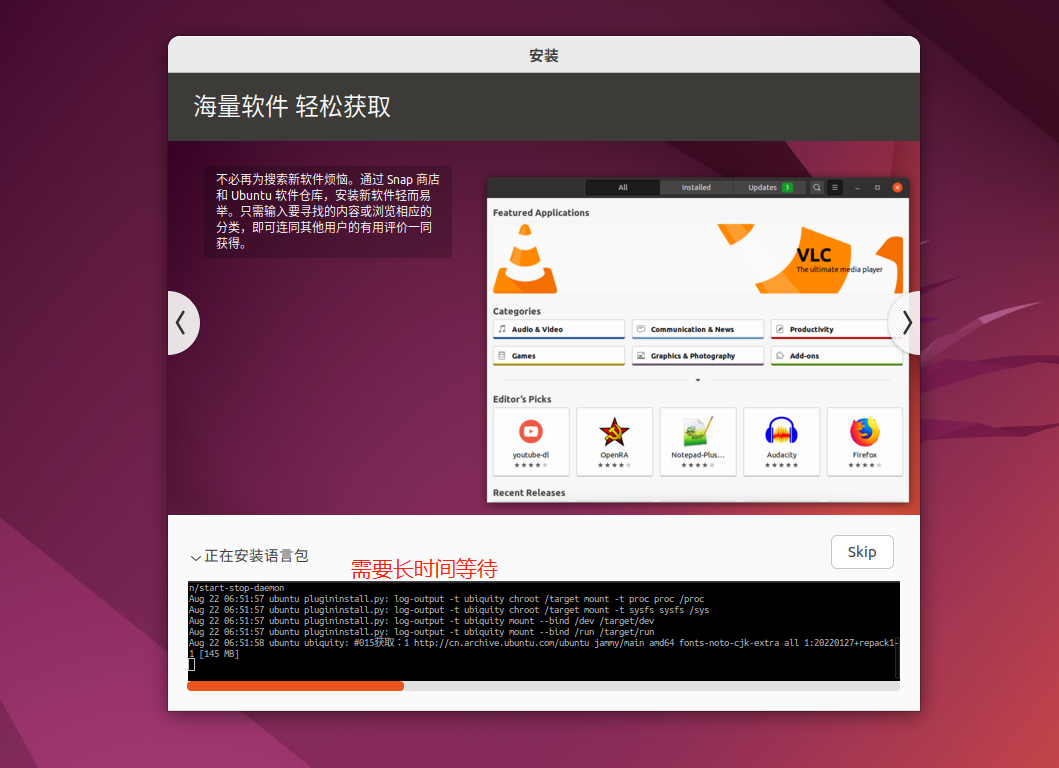 安装
海量软件 轻松获取
不必再为搜索新软件烦恼。通过 Snap 商店
和 Ubuntu 软件仓库，安装新软件轻而易
举。只需输入要寻找的内容或浏览相应的
分类，即可连同其他用户的有用评价一同
获得。
All Installed Updates 3
Featured Applications
VLC
The ultimate media player
Categories
Audio & Video Communication & News Productivity
Games Graphics & Photography Add-ons
Editor's Picks
youtube-dl OpenRA Notepad-Plus... Audacity Firefox
Recent Releases
正在安装语言包
Skip
需要长时间等待
n/start-stop-daemon
Aug 22 06:51:57 ubuntu plugininstall.py: log-output -t ubiquity chroot /target mount -t proc proc /proc
Aug 22 06:51:57 ubuntu plugininstall.py: log-output -t ubiquity chroot /target mount -t sysfs sysfs /sys
Aug 22 06:51:57 ubuntu plugininstall.py: log-output -t ubiquity mount --bind /dev /target/dev
Aug 22 06:51:57 ubuntu plugininstall.py: log-output -t ubiquity mount --bind /run /target/run
Aug 22 06:51:58 ubuntu ubiquity: #015获取：1 http://cn.archive.ubuntu.com/ubuntu jammy/main amd64 fonts-noto-cjk-extra all 1:20220127+repack1-
1 [145 MB]